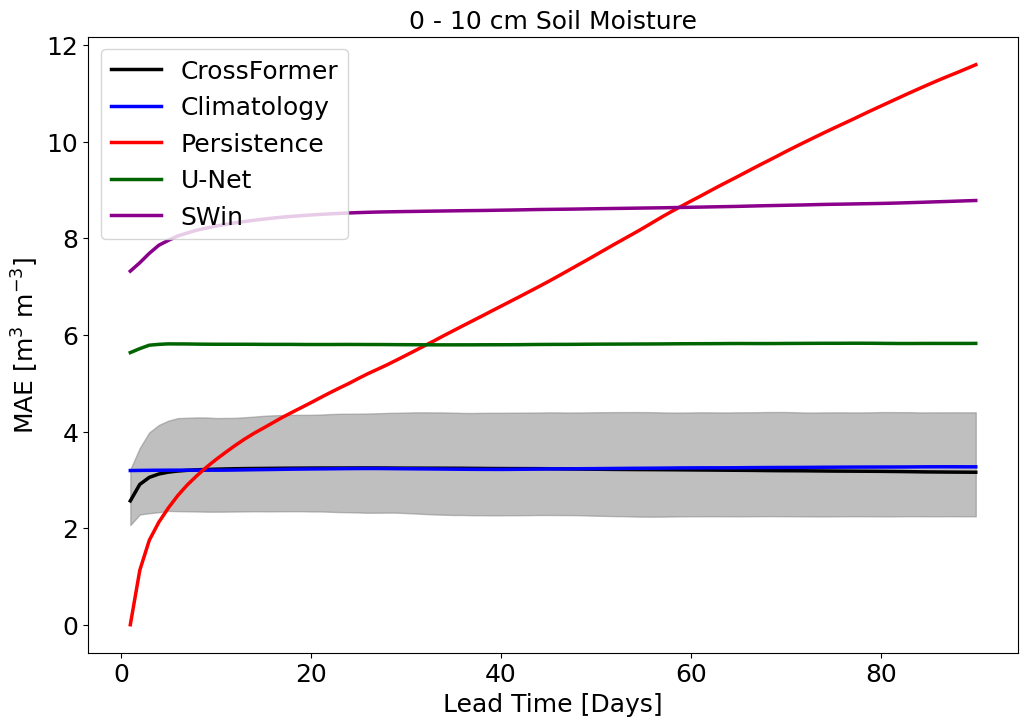 0 - 10 cm Soil Moisture
CrossFormer
Climatology
Persistence
U-Net
SWin
MAE [m³ m⁻³]
12
10
8
6
4
2
0
0 20 40 60 80
Lead Time [Days]